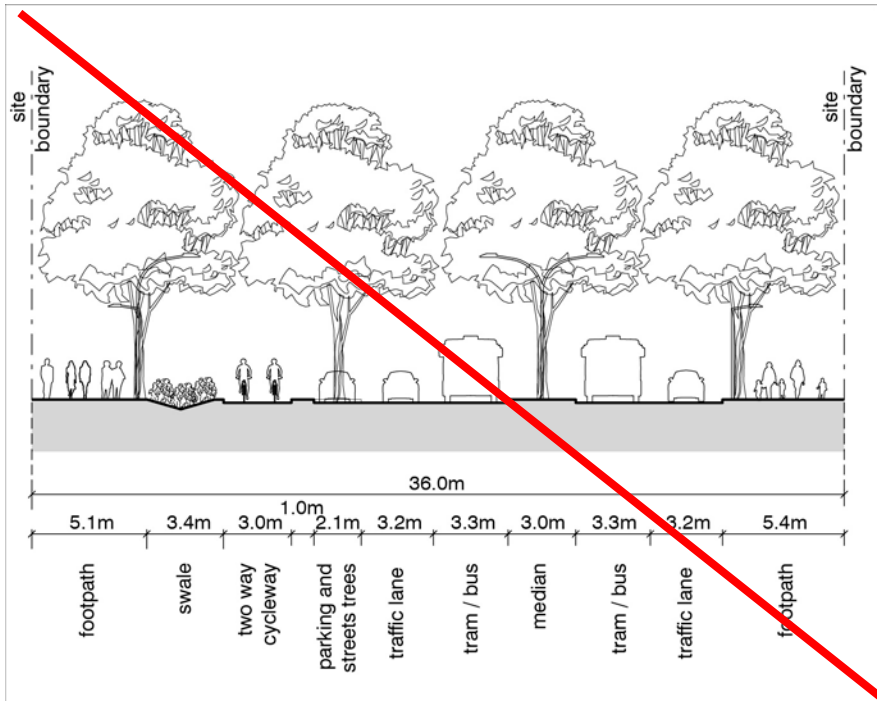 site
boundary
site
boundary
36.0m
1.0m
5.1m 3.4m 3.0m 2.1m 3.2m 3.3m 3.0m 3.3m 3.2m 5.4m
footpath
swale
two way
cycleway
parking and
streets trees
traffic lane
tram / bus
median
tram / bus
traffic lane
footpath